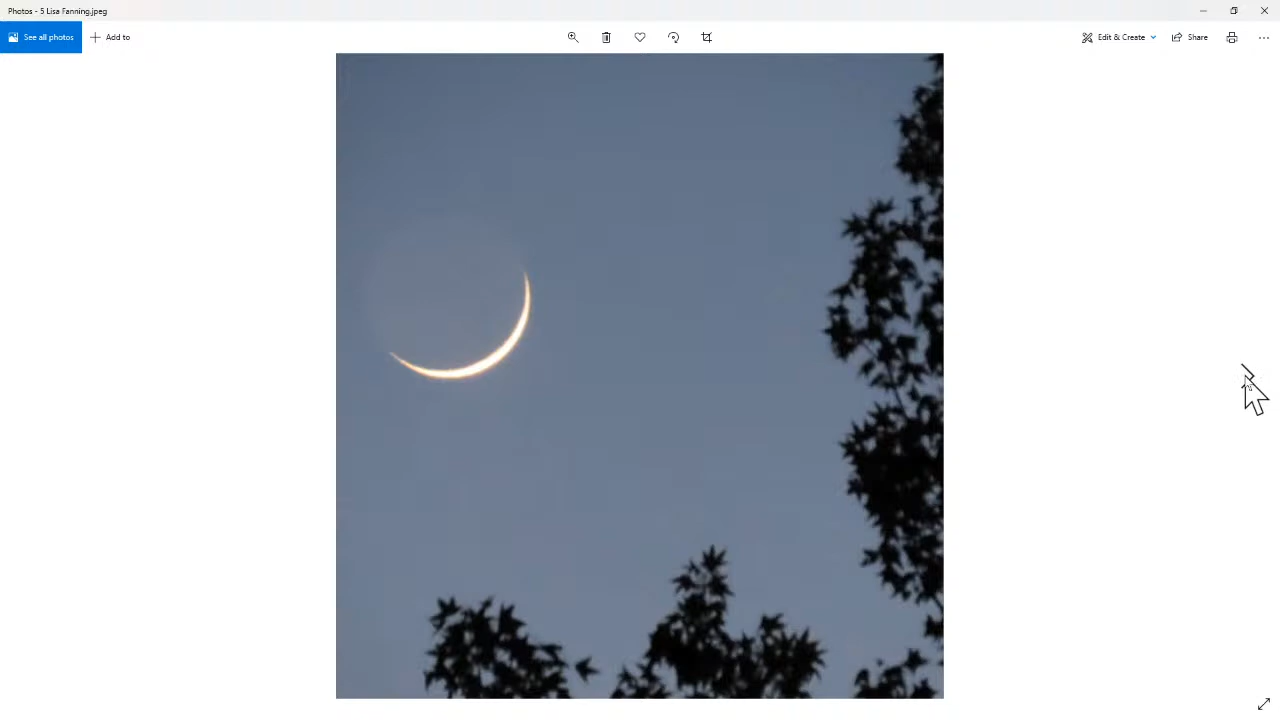 Photos - 5 Lisa Fanning.jpeg
See all photos
Add to
Edit & Create
Share